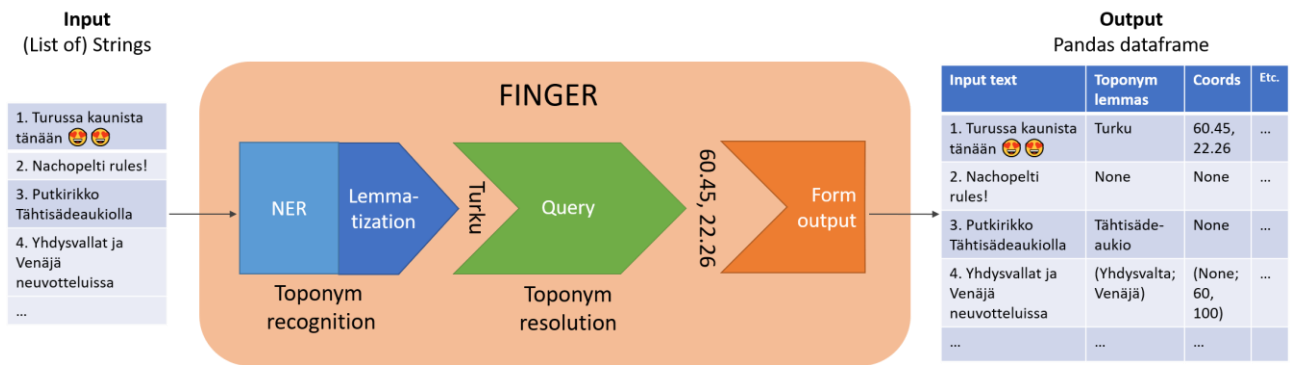 Input
(List of) Strings
1. Turussa kaunista
tänään 😍😍
2. Nachopelti rules!
3. Putkirikko
Tähtisädeaukiolla
4. Yhdysvallat ja
Venäjä
neuvotteluissa
...
FINGER
NER
Lemma-
tization
Turku
Query
60.45, 22.26
Form
output
Toponym
recognition
Toponym
resolution
Output
Pandas dataframe
Input text Toponym Coords Etc.
lemmas
1. Turussa kaunista Turku 60.45, ...
tänään 😍😍 22.26
2. Nachopelti None None ...
rules!
3. Putkirikko Tähtisäde- None ...
Tähtisädeaukiolla aukio
4. Yhdysvallat ja (Yhdysvalta; (None; ...
Venäjä Venäjä) 60,
neuvotteluissa 100)
... ... ...